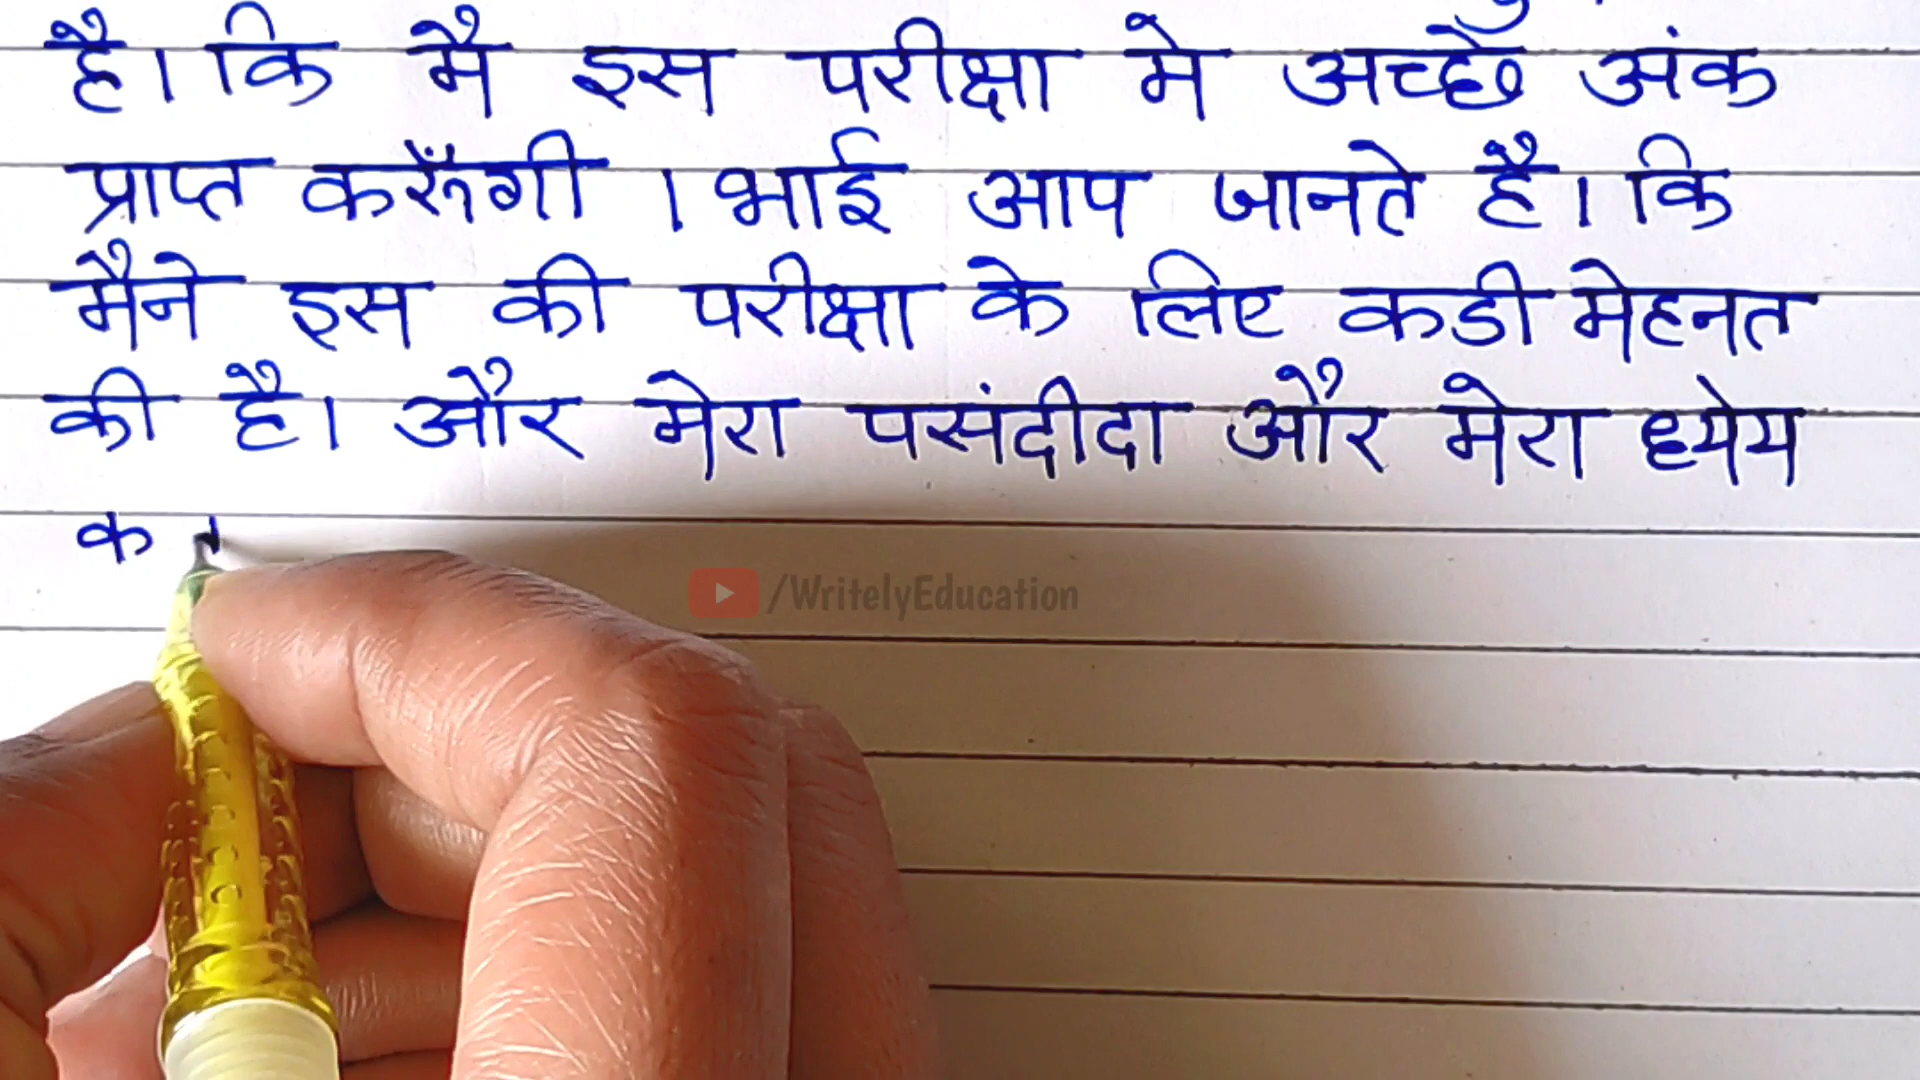 है। कि मै इस परीक्षा मे अच्छे अंक
प्राप्त करूँगी । भाई आप जानते है। कि
मैने इस की परीक्षा के लिए कडी मेहनत
की है। और मेरा पसंदीदा और मेरा ध्येय
क
/WritelyEducation